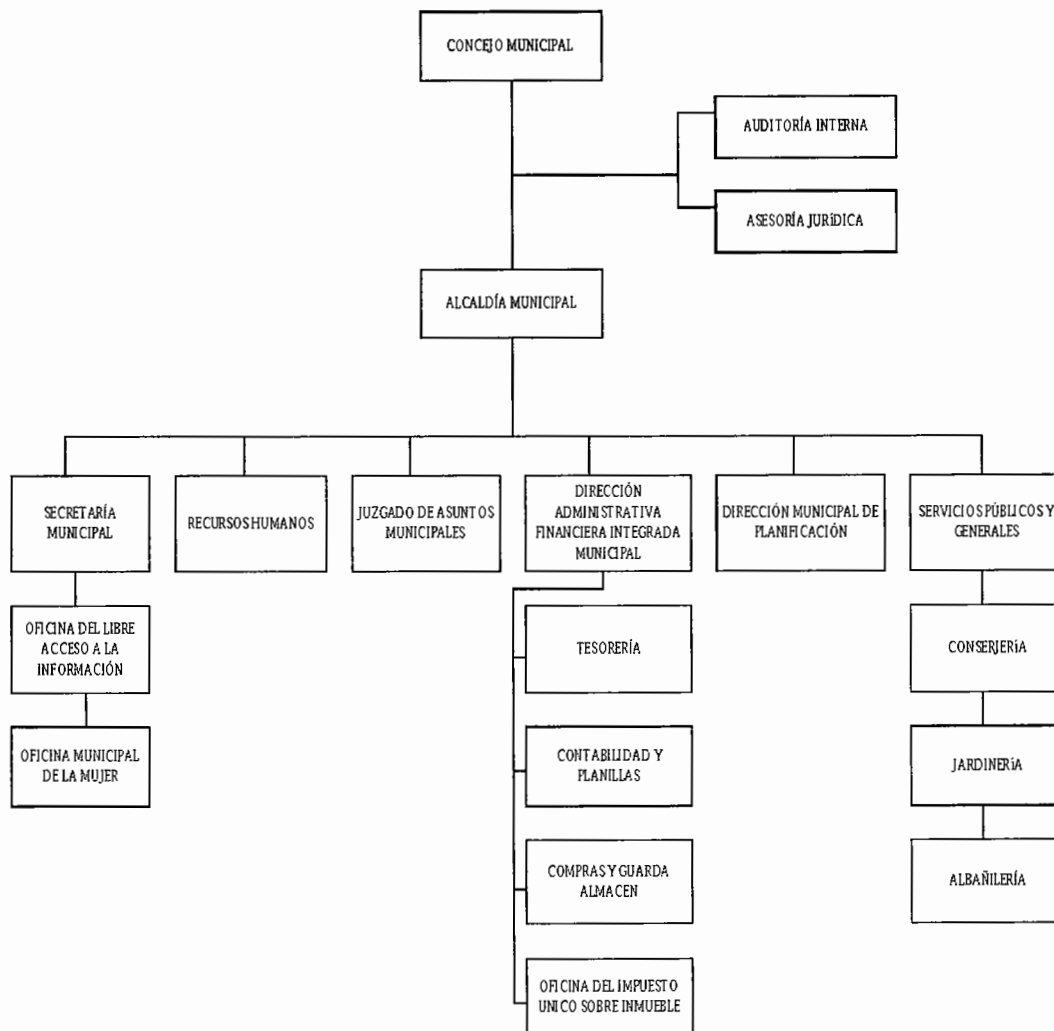 CONCEJO MUNICIPAL
AUDITORÍA INTERNA
ASESORÍA JURÍDICA
ALCALDÍA MUNICIPAL
SECRETARÍA
MUNICIPAL
RECURSOS HUMANOS
JUZGADO DE ASUNTOS
MUNICIPALES
DIRECCIÓN
ADMINISTRATIVA
FINANCIERA INTEGRADA
MUNICIPAL
DIRECCIÓN MUNICIPAL DE
PLANIFICACIÓN
SERVICIOS PÚBLICOS Y
GENERALES
OFICINA DEL LIBRE
ACCESO A LA
INFORMACIÓN
OFICINA MUNICIPAL
DE LA MUJER
TESORERÍA
CONTABILIDAD Y
PLANILLAS
COMPRAS Y GUARDA
ALMACEN
OFICINA DEL IMPUESTO
UNICO SOBRE INMUEBLE
CONSERJERÍA
JARDINERÍA
ALBAÑILERÍA